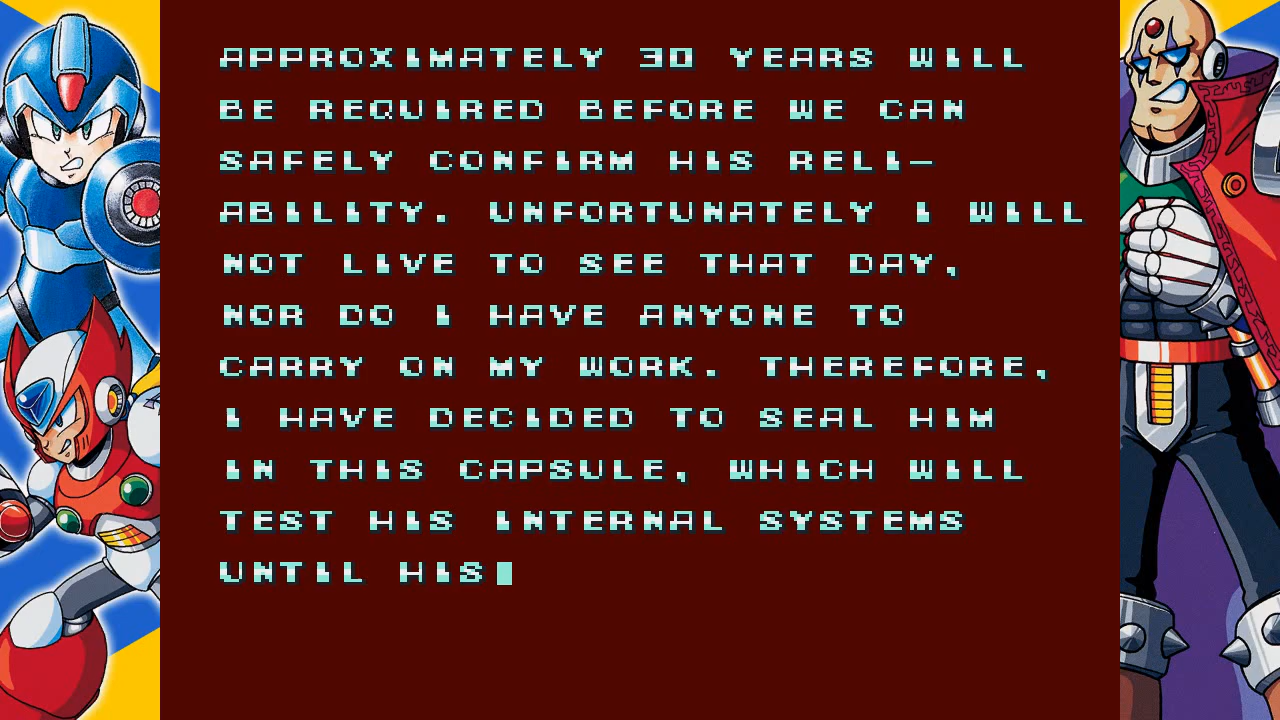 APPROXIMATELY 30 YEARS WILL
BE REQUIRED BEFORE WE CAN
SAFELY CONFIRM HIS RELI-
ABILITY. UNFORTUNATELY I WILL
NOT LIVE TO SEE THAT DAY,
NOR DO I HAVE ANYONE TO
CARRY ON MY WORK. THEREFORE,
I HAVE DECIDED TO SEAL HIM
IN THIS CAPSULE, WHICH WILL
TEST HIS INTERNAL SYSTEMS
UNTIL HIS